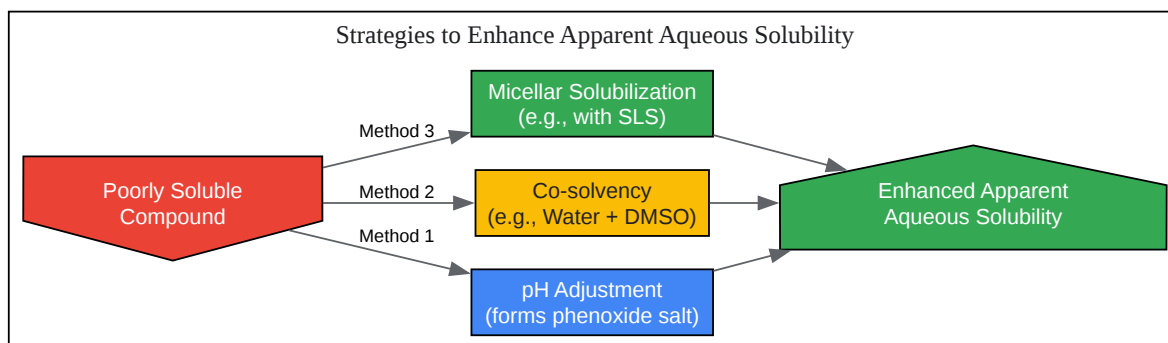 Strategies to Enhance Apparent Aqueous Solubility
Micellar Solubilization
(e.g., with SLS)
Method 3
Poorly Soluble
Compound
Method 2
Co-solvency
(e.g., Water + DMSO)
Enhanced Apparent
Aqueous Solubility
Method 1
pH Adjustment
(forms phenoxide salt)